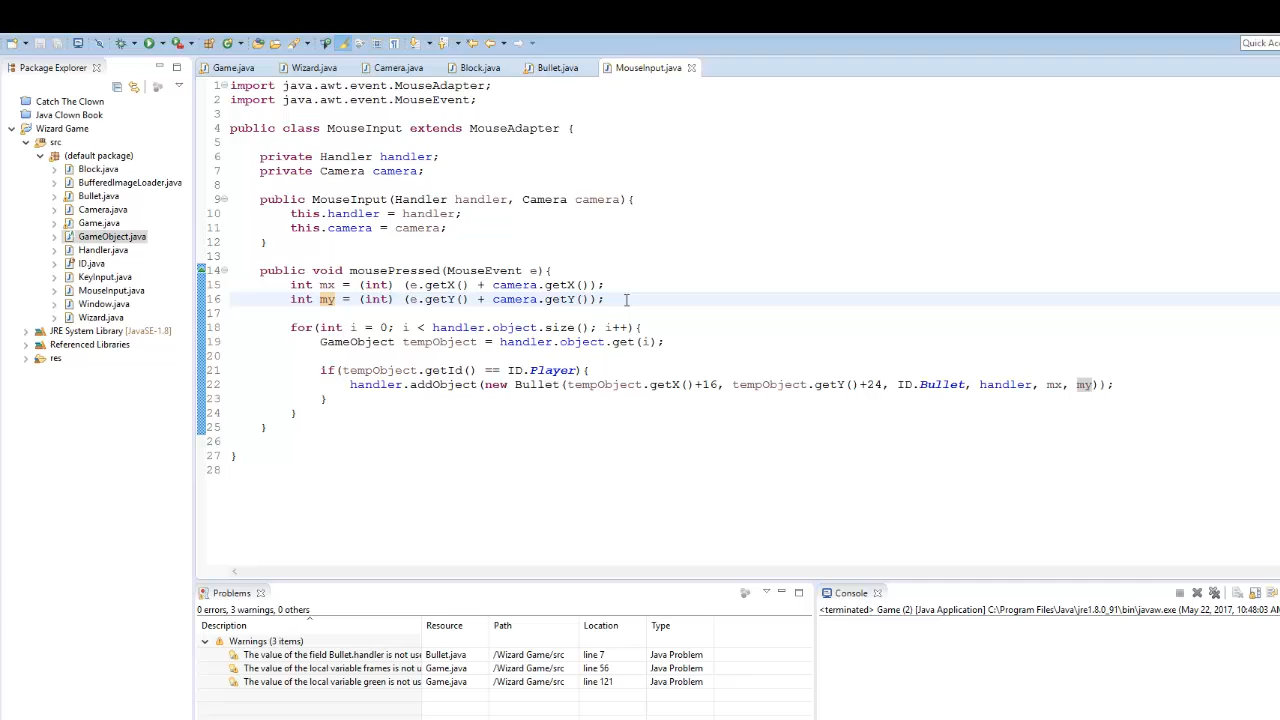 Quick Acc
Package Explorer
Game.java
Wizard.java
Camera.java
Block.java
Bullet.java
MouseInput.java
Catch The Clown
Java Clown Book
Wizard Game
src
(default package)
Block.java
BufferedImageLoader.java
Bullet.java
Camera.java
Game.java
GameObject.java
Handler.java
ID.java
KeyInput.java
MouseInput.java
Window.java
Wizard.java
JRE System Library [JavaSE-1.8]
Referenced Libraries
res
1 import java.awt.event.MouseAdapter;
2 import java.awt.event.MouseEvent;
3
4 public class MouseInput extends MouseAdapter {
5
6 private Handler handler;
7 private Camera camera;
8
9 public MouseInput(Handler handler, Camera camera){
10 this.handler = handler;
11 this.camera = camera;
12 }
13
14 public void mousePressed(MouseEvent e){
15 int mx = (int) (e.getX() + camera.getX());
16 int my = (int) (e.getY() + camera.getY());
17
18 for(int i = 0; i < handler.object.size(); i++){
19 GameObject tempObject = handler.object.get(i);
20
21 if(tempObject.getId() == ID.Player){
22 handler.addObject(new Bullet(tempObject.getX()+16, tempObject.getY()+24, ID.Bullet, handler, mx, my));
23 }
24 }
25 }
26
27 }
28
Problems
0 errors, 3 warnings, 0 others
Description Resource Path Location Type
Warnings (3 items)
The value of the field Bullet.handler is not use Bullet.java /Wizard Game/src line 7 Java Problem
The value of the local variable frames is not u Game.java /Wizard Game/src line 56 Java Problem
The value of the local variable green is not us Game.java /Wizard Game/src line 121 Java Problem
Console
<terminated> Game (2) [Java Application] C:\Program Files\Java\jre1.8.0_91\bin\javaw.exe (May 22, 2017, 10:48:03 AM